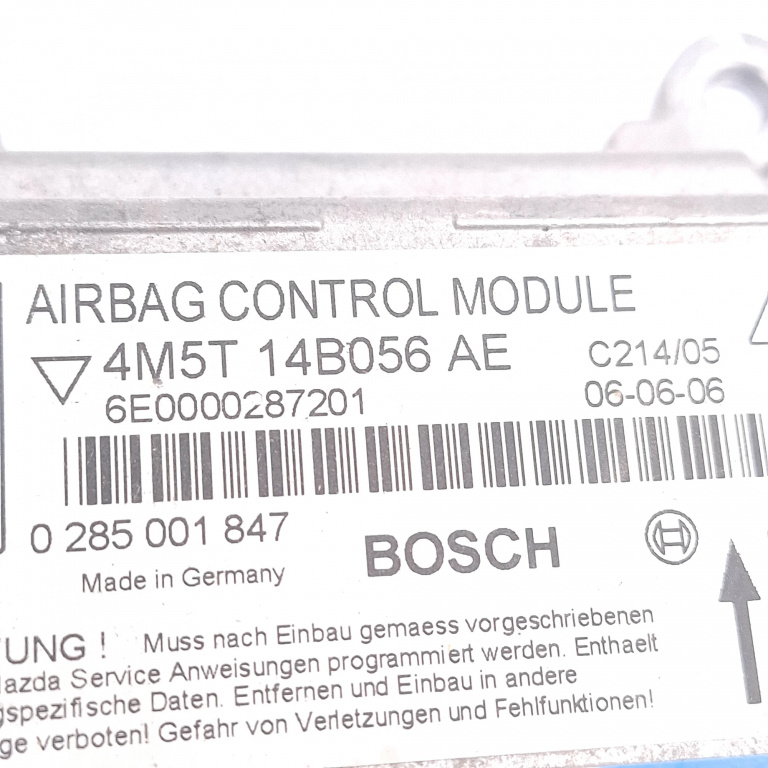 AIRBAG CONTROL MODULE
4M5T 14B056 AE
C214/05
6E0000287201
06-06-06
0 285 001 847
BOSCH
Made in Germany
TUNG ! Muss nach Einbau gemaess vorgeschriebenen
Mazda Service Anweisungen programmiert werden. Enthaelt
gspezifische Daten. Entfernen und Einbau in andere
ge verboten! Gefahr von Verletzungen und Fehlfunktionen!